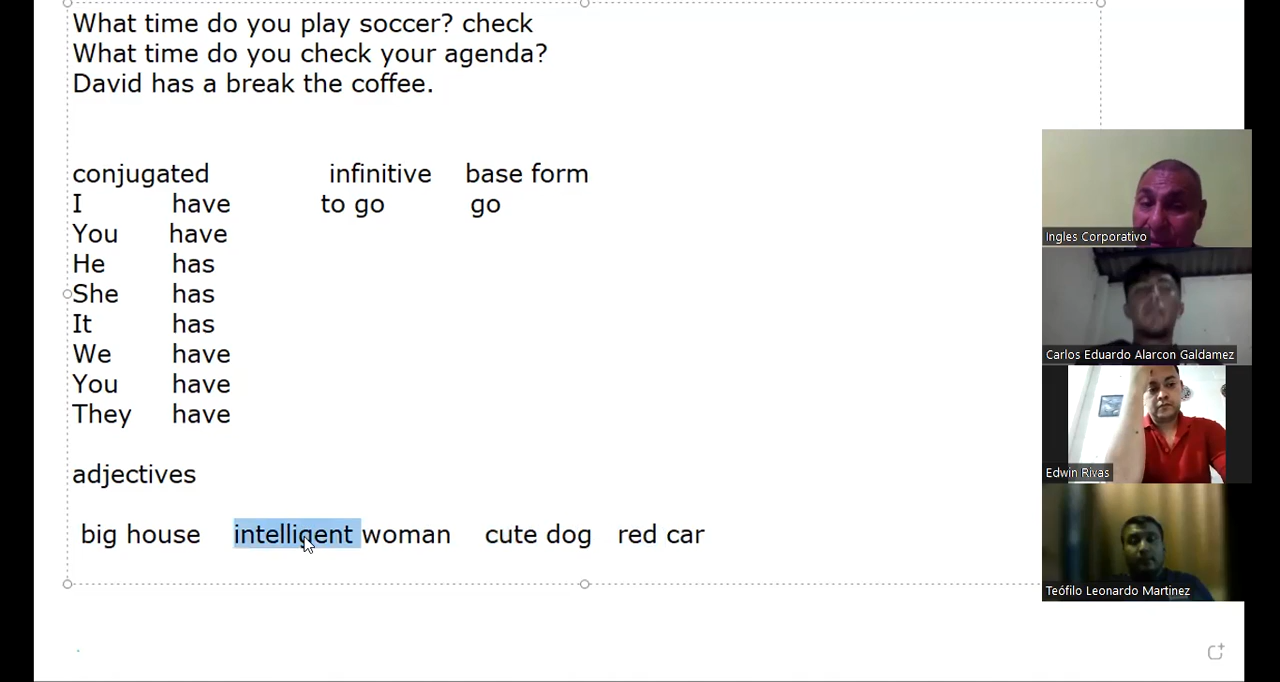 What time do you play soccer? check
What time do you check your agenda?
David has a break the coffee.
conjugated infinitive base form
I have to go go
You have
He has
She has
It has
We have
You have
They have
adjectives
big house intelligent woman cute dog red car
Ingles Corporativo
Carlos Eduardo Alarcon Galdamez
Edwin Rivas
Teófilo Leonardo Martinez